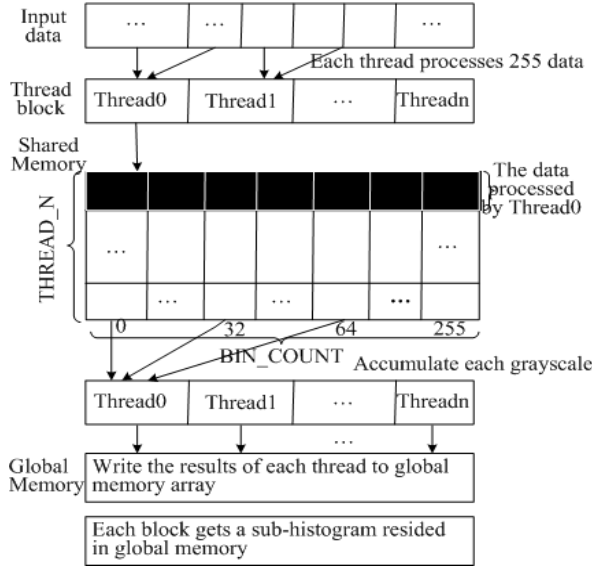 Input
data
… … …
Each thread processes 255 data
Thread
block
Thread0 Thread1 … Threadn
Shared
Memory
The data
processed
by Thread0
THREAD_N
… …
… … …
0 32 64 255
BIN_COUNT
Accumulate each grayscale
Thread0 Thread1 … Threadn
…
Global
Memory
Write the results of each thread to global
memory array
Each block gets a sub-histogram resided
in global memory